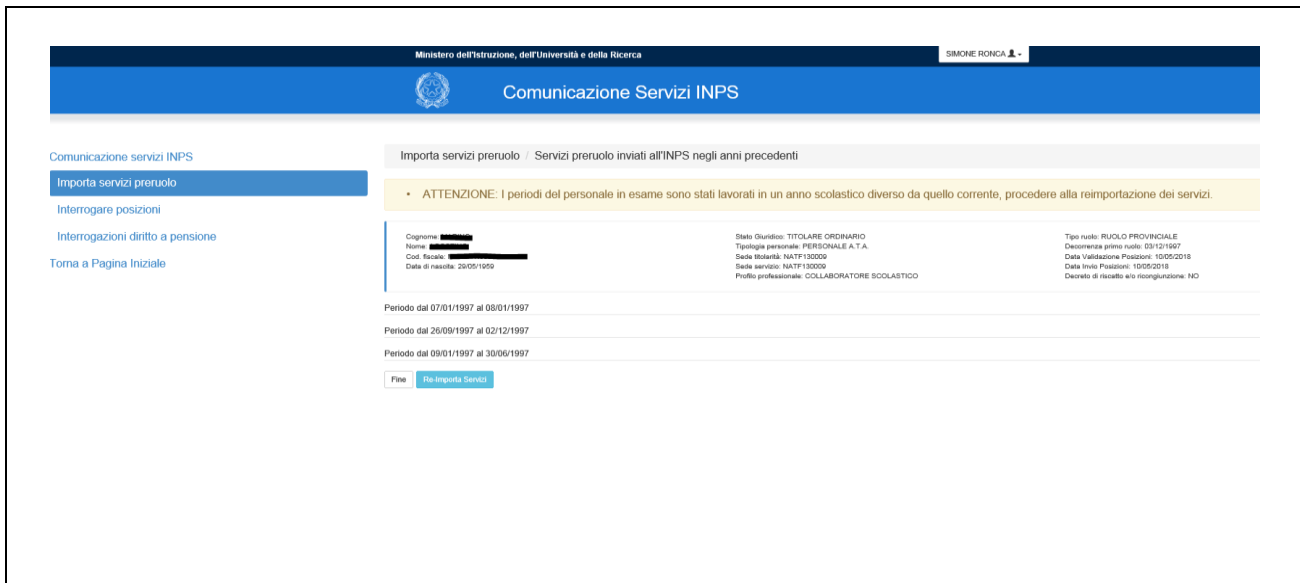 Ministero dell'Istruzione, dell'Università e della Ricerca
SIMONE RONCA
Comunicazione Servizi INPS
Comunicazione servizi INPS
Importa servizi preruolo
Interrogare posizioni
Interrogazioni diritto a pensione
Torna a Pagina Iniziale
Importa servizi preruolo / Servizi preruolo inviati all'INPS negli anni precedenti
• ATTENZIONE: I periodi del personale in esame sono stati lavorati in un anno scolastico diverso da quello corrente, procedere alla reimportazione dei servizi.
Cognome:
Nome:
Cod. fiscale:
Data di nascita: 29/05/1959
Stato Giuridico: TITOLARE ORDINARIO
Tipologia personale: PERSONALE A.T.A.
Sede titolarità: NATF130009
Sede servizio: NATF130009
Profilo professionale: COLLABORATORE SCOLASTICO
Tipo ruolo: RUOLO PROVINCIALE
Decorrenza primo ruolo: 03/12/1997
Data Validazione Posizioni: 10/05/2018
Data Invio Posizioni: 10/05/2018
Decreto di riscatto e/o ricongiunzione: NO
Periodo dal 07/01/1997 al 08/01/1997
Periodo dal 26/09/1997 al 02/12/1997
Periodo dal 09/01/1997 al 30/06/1997
Fine
Re-Importa Servizi